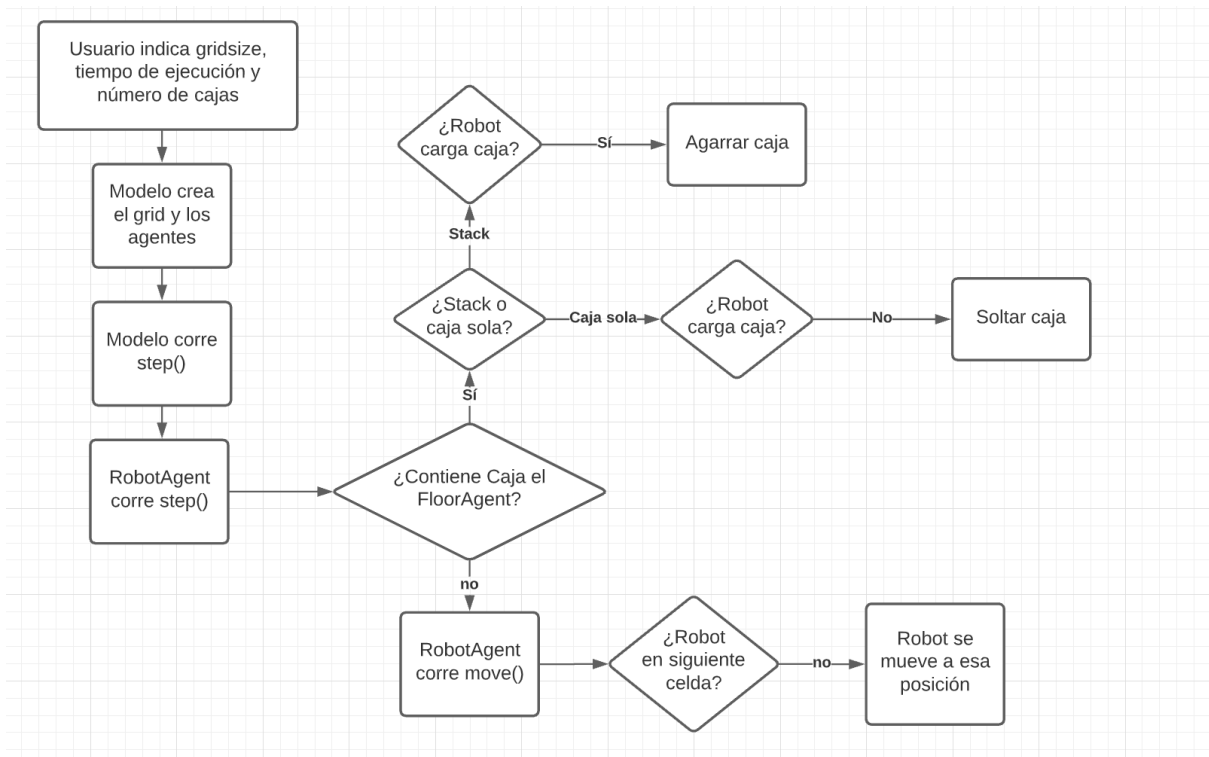 Usuario indica gridsize,
tiempo de ejecución y
número de cajas
Modelo crea
el grid y los
agentes
Modelo corre
step()
RobotAgent
corre step()
¿Contiene Caja el
FloorAgent?
Sí
¿Stack o
caja sola?
Stack
¿Robot
carga caja?
Sí
Agarrar caja
Caja sola
¿Robot
carga caja?
No
Soltar caja
no
RobotAgent
corre move()
¿Robot
en siguiente
celda?
no
Robot se
mueve a esa
posición